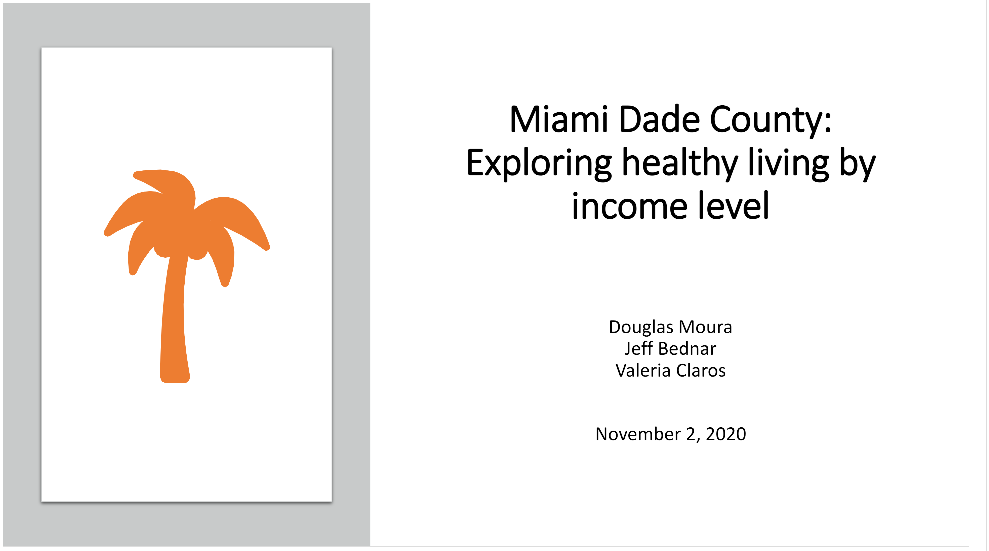 Miami Dade County:
Exploring healthy living by
income level
Douglas Moura
Jeff Bednar
Valeria Claros
November 2, 2020